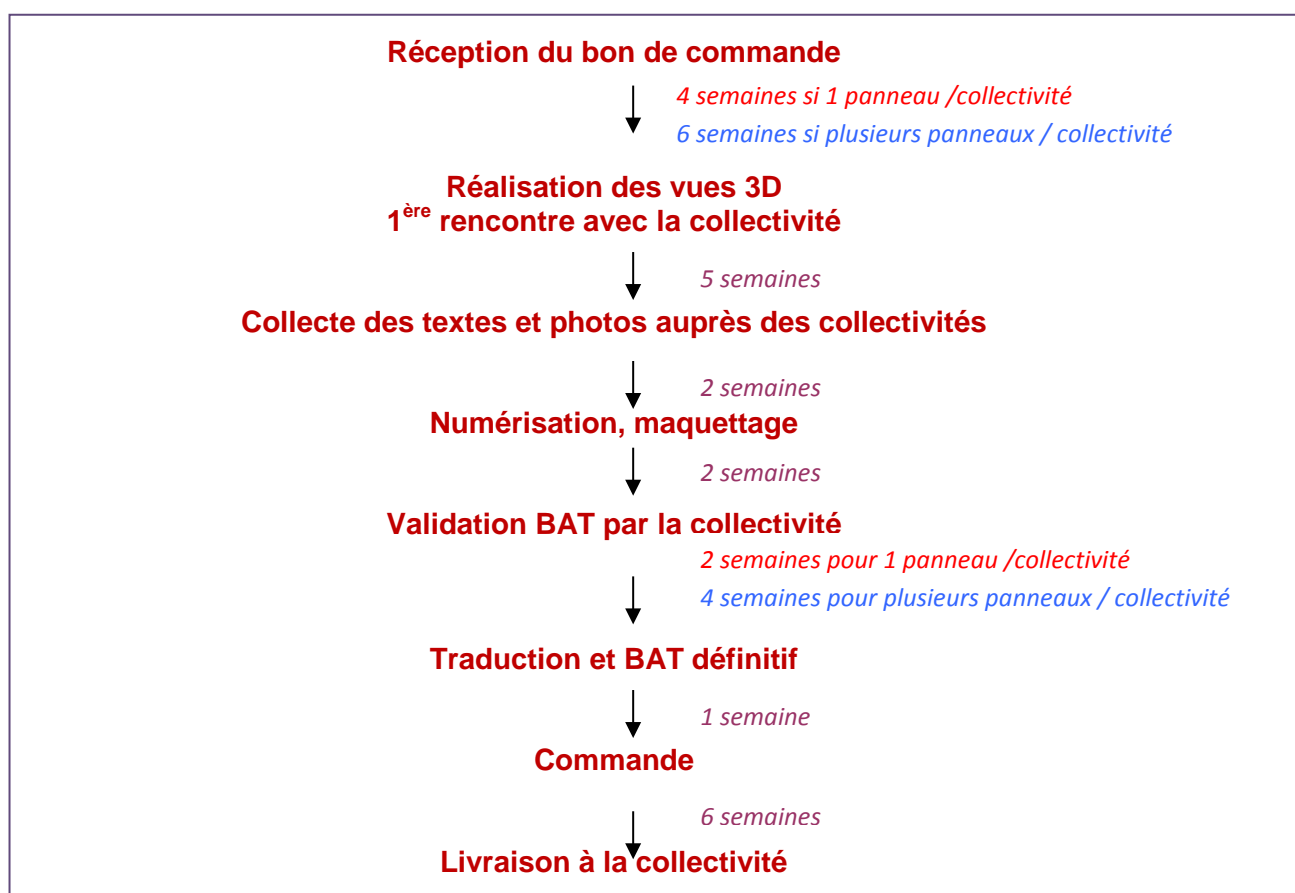 Réception du bon de commande
4 semaines si 1 panneau /collectivité
6 semaines si plusieurs panneaux / collectivité
Réalisation des vues 3D
1ère rencontre avec la collectivité
5 semaines
Collecte des textes et photos auprès des collectivités
2 semaines
Numérisation, maquettage
2 semaines
Validation BAT par la collectivité
2 semaines pour 1 panneau /collectivité
4 semaines pour plusieurs panneaux / collectivité
Traduction et BAT définitif
1 semaine
Commande
6 semaines
Livraison à la collectivité